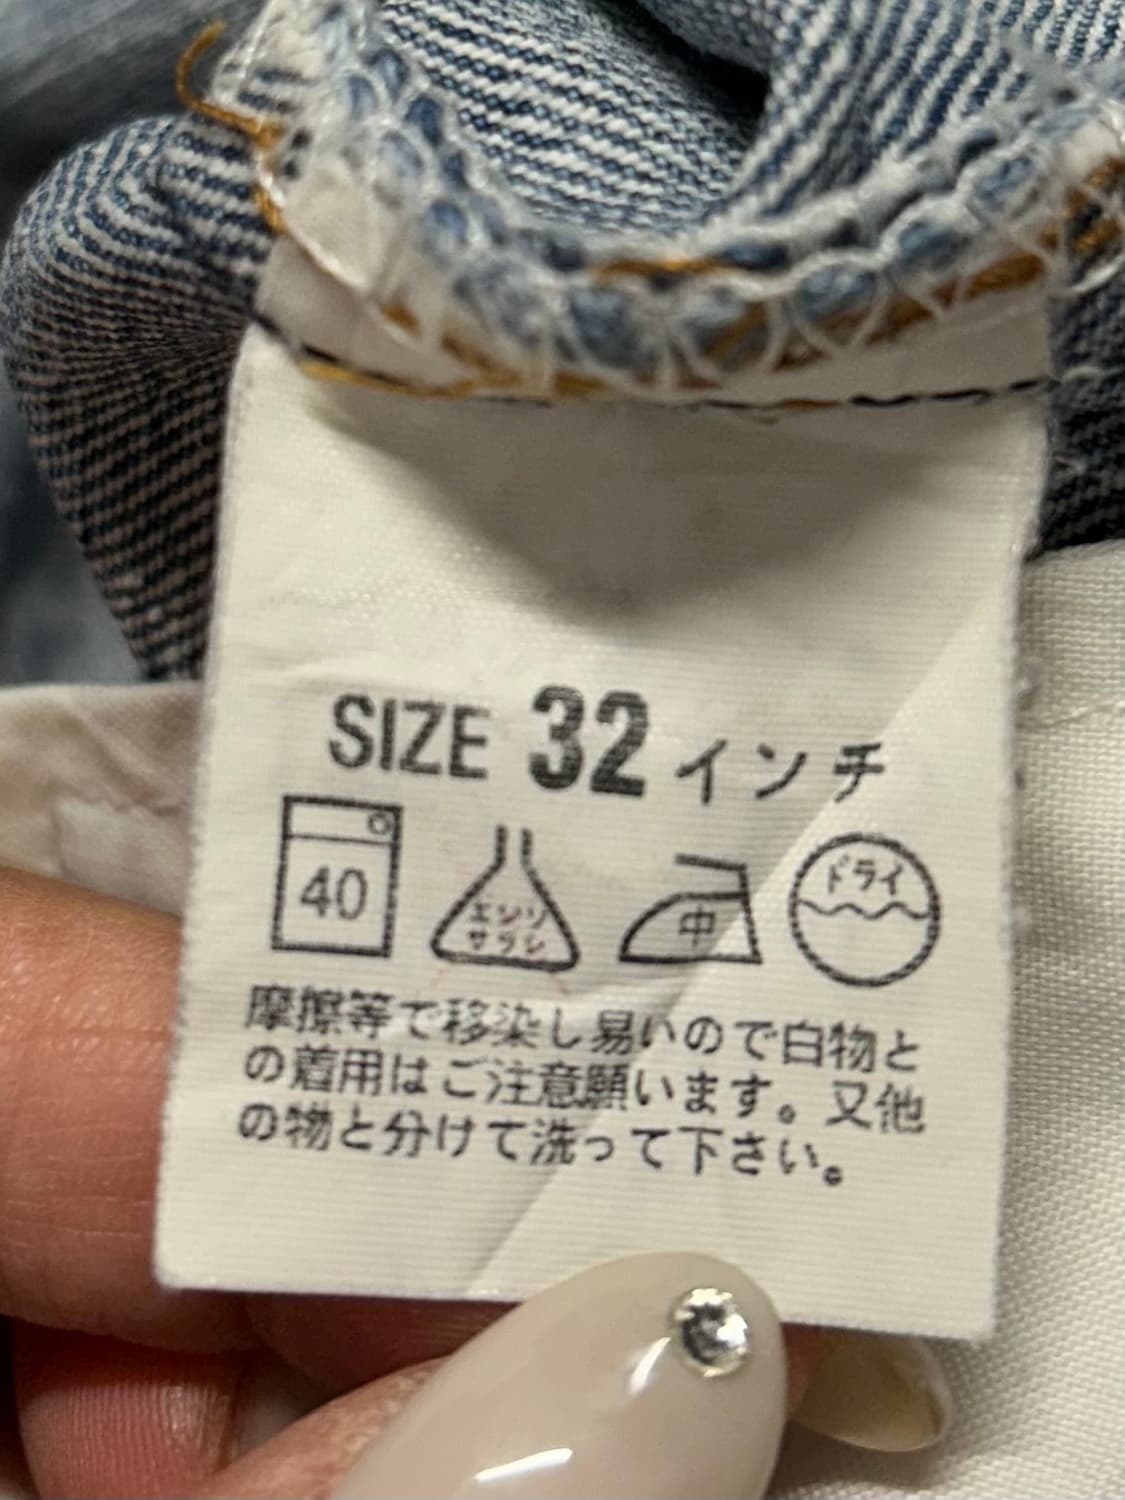 SIZE 32インチ
40
エンソ
サラシ
中
ドライ
摩擦等で移染し易いので白物と
の着用はご注意願います。又他
の物と分けて洗って下さい。